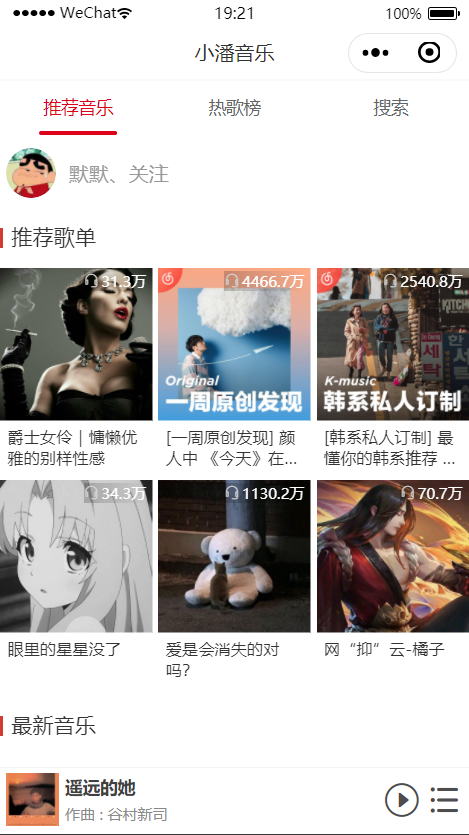 WeChat
19:21
100%
小潘音乐
推荐音乐
热歌榜
搜索
默默、关注
推荐歌单
31.3万
4466.7万
2540.8万
Original
一周原创发现
K-music
韩系私人订制
爵士女伶｜慵懒优
雅的别样性感
[一周原创发现] 颜
人中 《今天》在...
[韩系私人订制] 最
懂你的韩系推荐 ...
34.3万
1130.2万
70.7万
眼里的星星没了
爱是会消失的对
吗？
网“抑”云-橘子
最新音乐
遥远的她
作曲 : 谷村新司